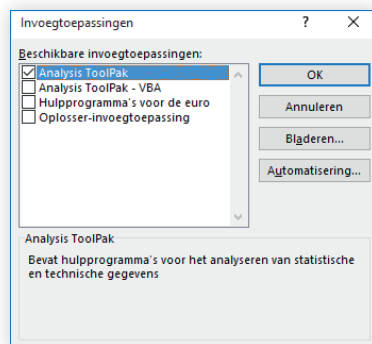 Invoegtoepassingen
Beschikbare invoegtoepassingen:
Analysis ToolPak
Analysis ToolPak - VBA
Hulpprogramma's voor de euro
Oplosser-invoegtoepassing
OK
Annuleren
Bladeren...
Automatisering...
Analysis ToolPak
Bevat hulpprogramma's voor het analyseren van statistische
en technische gegevens